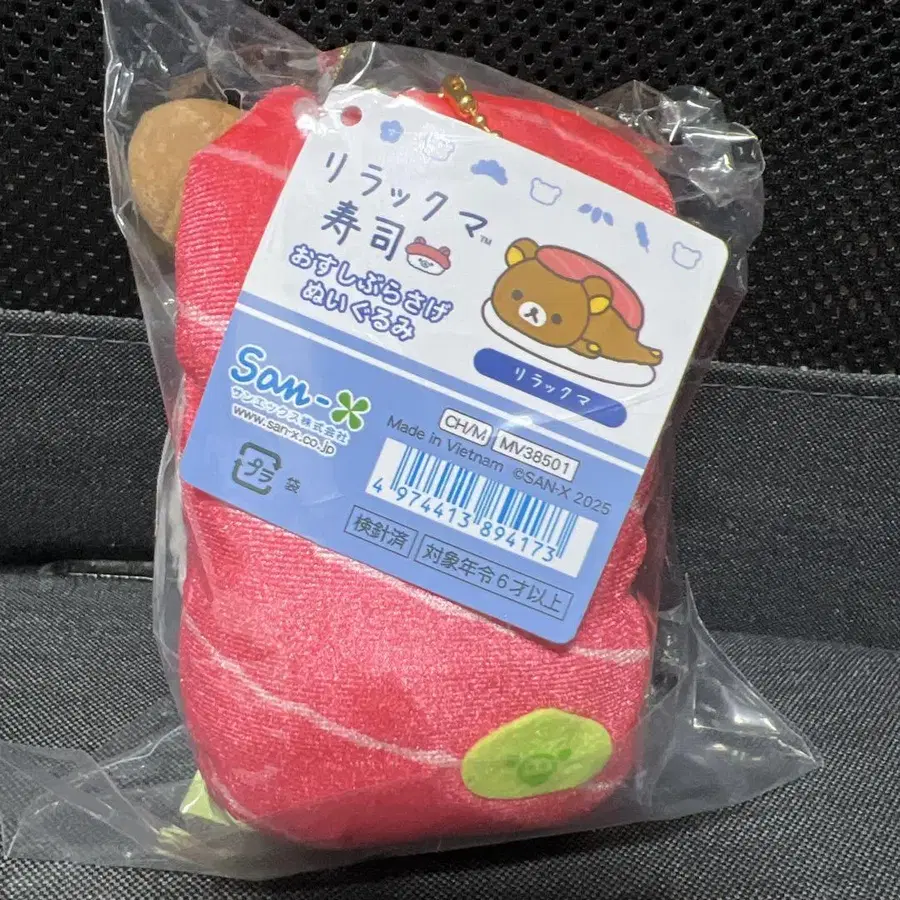 リラックマ™
寿司
おすしぶらさげ
ぬいぐるみ
リラックマ
San-X
サンエックス株式会社
www.san-x.co.jp
プラ 袋
CH/M MV38501
Made in Vietnam ©SAN-X 2025
4 974413 894173
検針済 対象年令6才以上